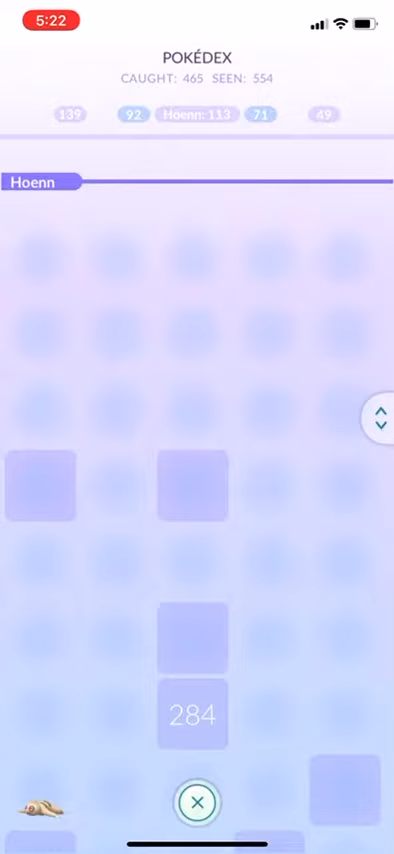 5:22
POKÉDEX
CAUGHT: 465 SEEN: 554
139 92 Hoenn: 113 71 49
Hoenn
284